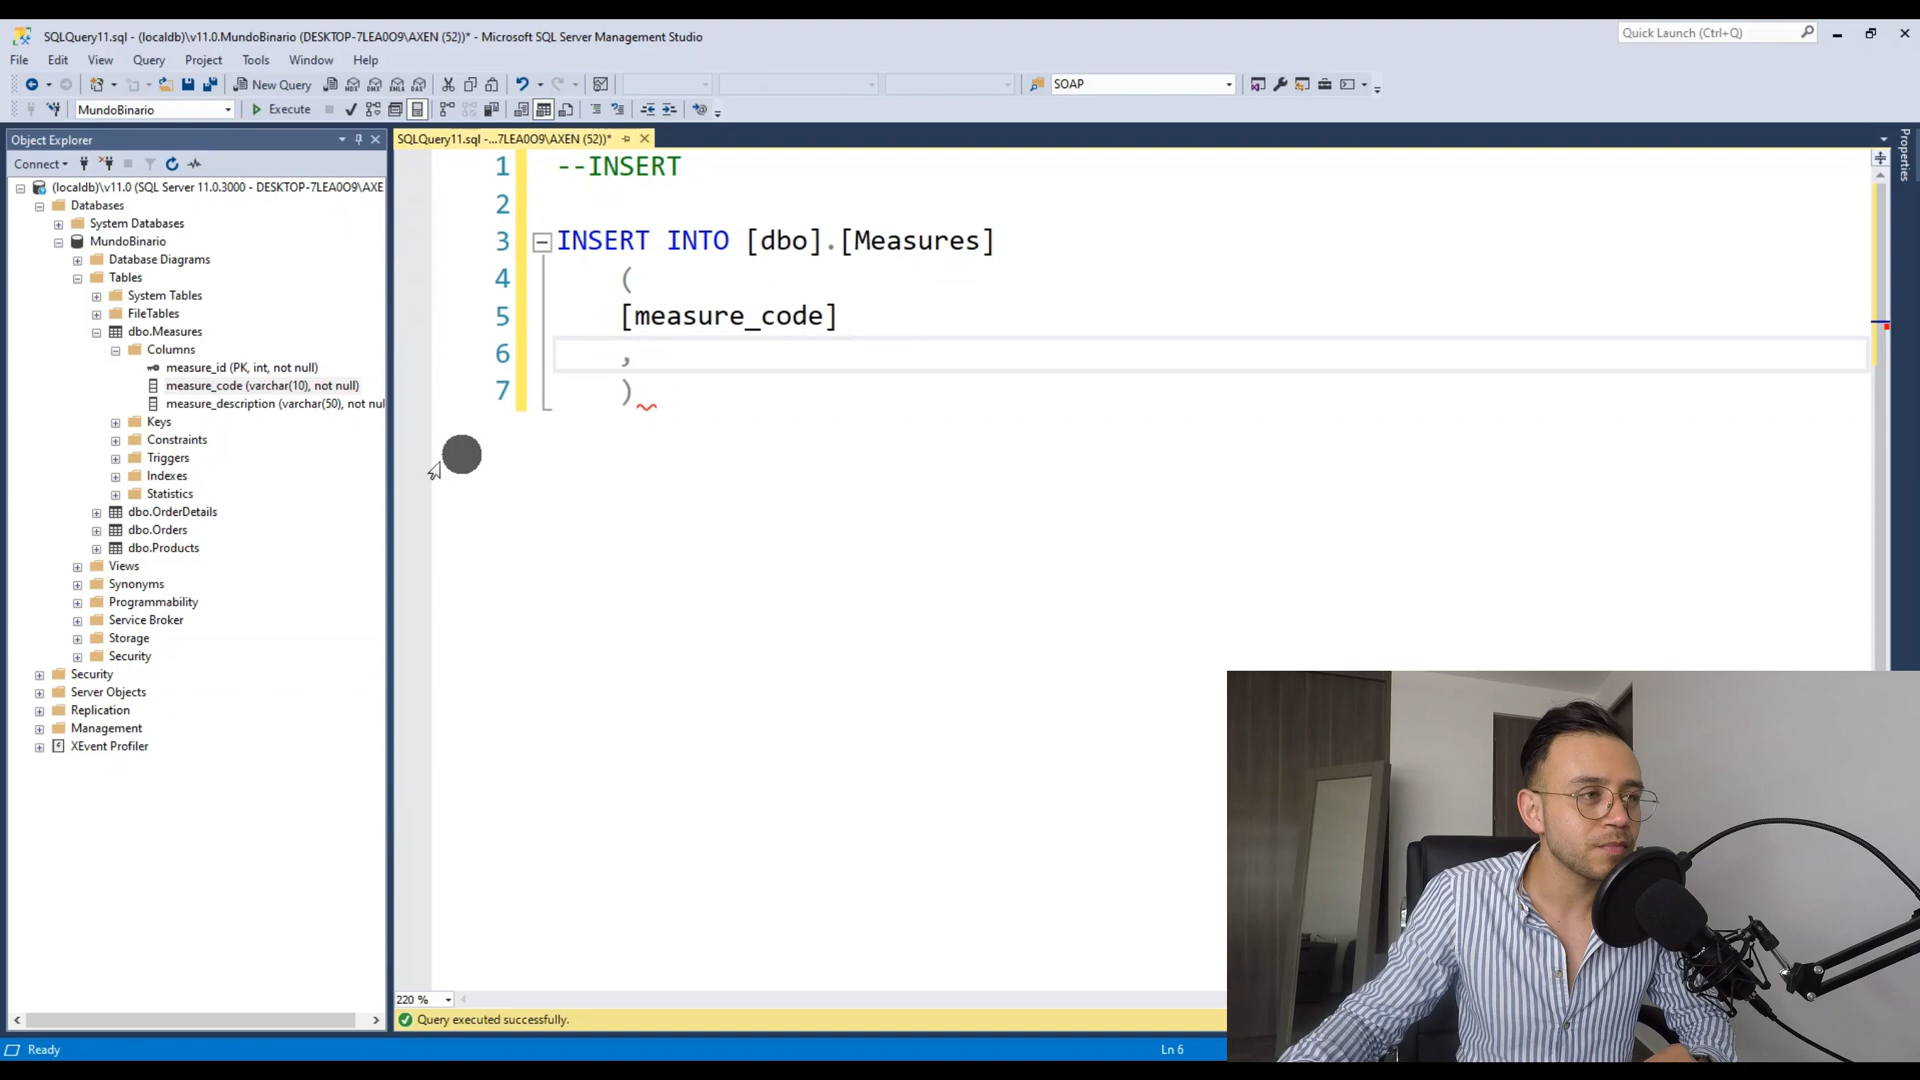 SQLQuery11.sql - (localdb)\v11.0.MundoBinario (DESKTOP-7LEA0O9\AXEN (52))* - Microsoft SQL Server Management Studio
Quick Launch (Ctrl+Q)
File Edit View Query Project Tools Window Help
New Query
SOAP
MundoBinario
Execute
Object Explorer
SQLQuery11.sql -...7LEA0O9\AXEN (52))*
Properties
Connect
(localdb)\v11.0 (SQL Server 11.0.3000 - DESKTOP-7LEA0O9\AXE
Databases
System Databases
MundoBinario
Database Diagrams
Tables
System Tables
FileTables
dbo.Measures
Columns
measure_id (PK, int, not null)
measure_code (varchar(10), not null)
measure_description (varchar(50), not nul
Keys
Constraints
Triggers
Indexes
Statistics
dbo.OrderDetails
dbo.Orders
dbo.Products
Views
Synonyms
Programmability
Service Broker
Storage
Security
Security
Server Objects
Replication
Management
XEvent Profiler
1 --INSERT
2
3 INSERT INTO [dbo].[Measures]
4 (
5 [measure_code]
6 ,
7 )
220 %
Query executed successfully.
Ready
Ln 6